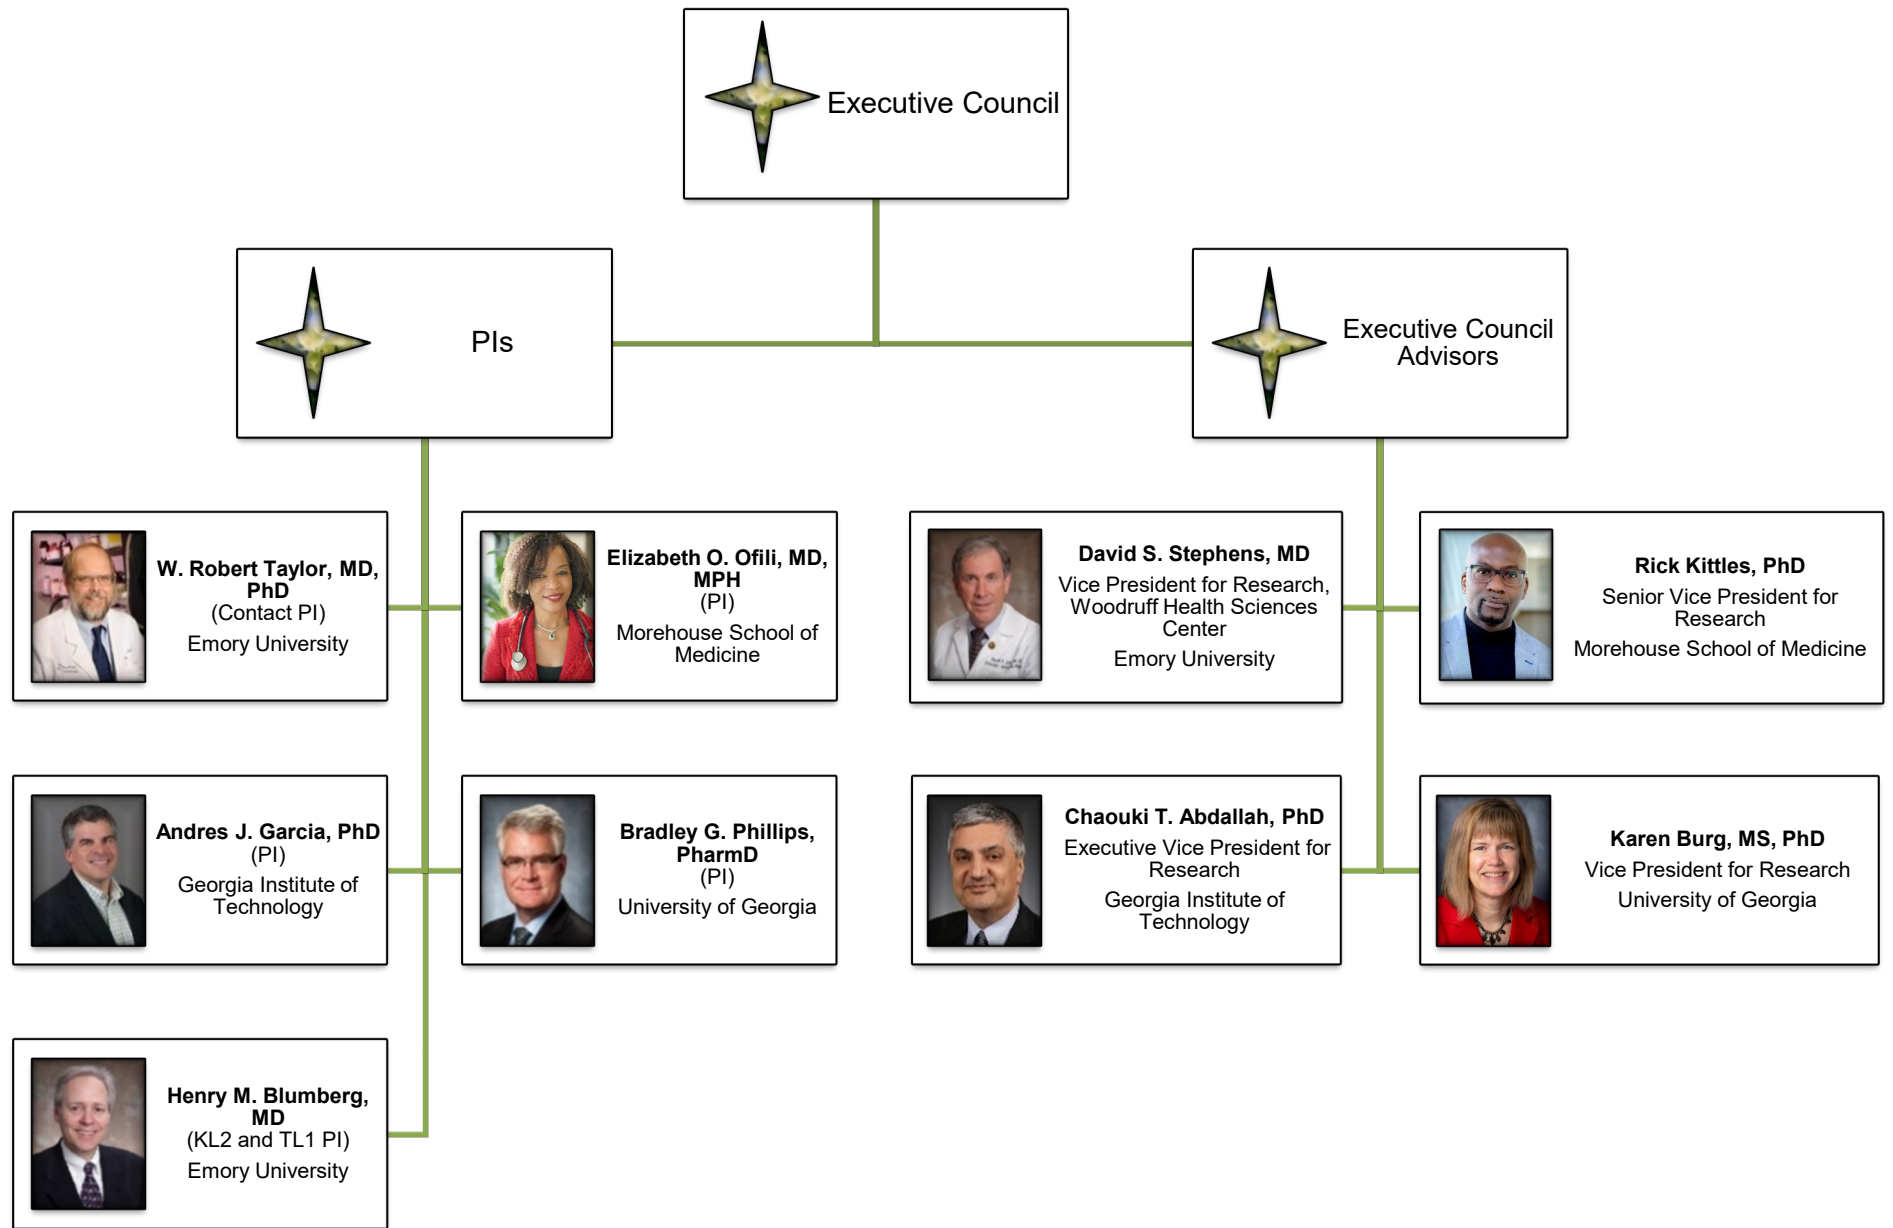 Executive Council
PIs
Executive Council
Advisors
W. Robert Taylor, MD,
PhD
(Contact PI)
Emory University
Elizabeth O. Ofili, MD,
MPH
(PI)
Morehouse School of
Medicine
David S. Stephens, MD
Vice President for Research,
Woodruff Health Sciences
Center
Emory University
Rick Kittles, PhD
Senior Vice President for
Research
Morehouse School of Medicine
Andres J. Garcia, PhD
(PI)
Georgia Institute of
Technology
Bradley G. Phillips,
PharmD
(PI)
University of Georgia
Chaouki T. Abdallah, PhD
Executive Vice President for
Research
Georgia Institute of
Technology
Karen Burg, MS, PhD
Vice President for Research
University of Georgia
Henry M. Blumberg,
MD
(KL2 and TL1 PI)
Emory University